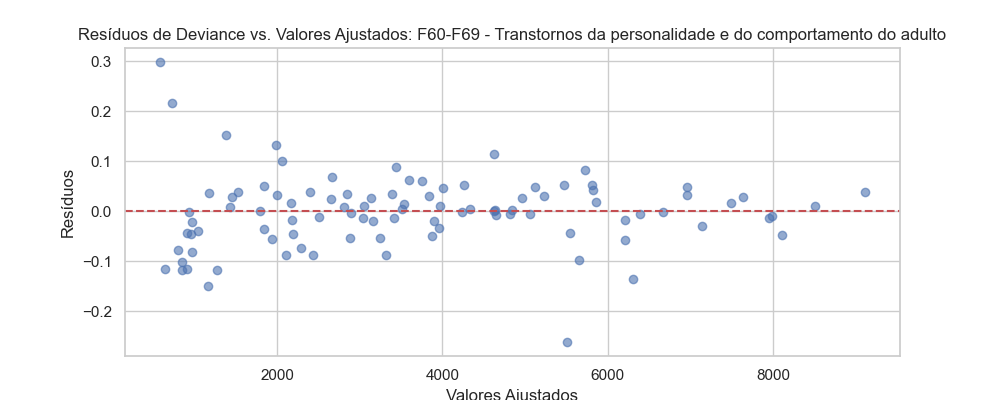 Resíduos de Deviance vs. Valores Ajustados: F60-F69 - Transtornos da personalidade e do comportamento do adulto
0.3
0.2
0.1
0.0
−0.1
−0.2
Resíduos
2000 4000 6000 8000
Valores Ajustados